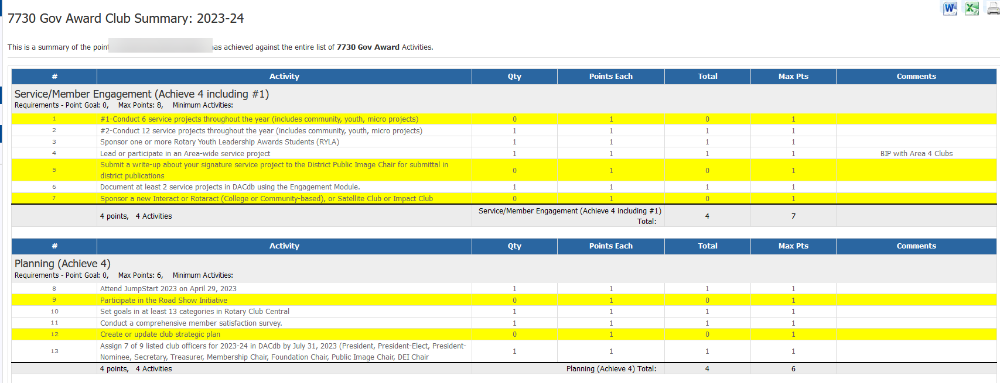 7730 Gov Award Club Summary: 2023-24
This is a summary of the point as achieved against the entire list of 7730 Gov Award Activities.
# Activity Qty Points Each Total Max Pts Comments
Service/Member Engagement (Achieve 4 including #1)
Requirements - Point Goal: 0, Max Points: 8, Minimum Activities:
1 #1-Conduct 6 service projects throughout the year (includes community, youth, micro projects) 0 1 0 1
2 #2-Conduct 12 service projects throughout the year (includes community, youth, micro projects) 1 1 1 1
3 Sponsor one or more Rotary Youth Leadership Awards Students (RYLA) 1 1 1 1
4 Lead or participate in an Area-wide service project 1 1 1 1 BIP with Area 4 Clubs
Submit a write-up about your signature service project to the District Public Image Chair for submittal in
5 0 1 0 1
district publications
6 Document at least 2 service projects in DACdb using the Engagement Module. 1 1 1 1
7 Sponsor a new Interact or Rotaract (College or Community-based), or Satellite Club or Impact Club 0 1 0 1
Service/Member Engagement (Achieve 4 including #1)
4 points, 4 Activities 4 7
Total:
# Activity Qty Points Each Total Max Pts Comments
Planning (Achieve 4)
Requirements - Point Goal: 0, Max Points: 6, Minimum Activities:
8 Attend JumpStart 2023 on April 29, 2023 1 1 1 1
9 Participate in the Road Show Initiative 0 1 0 1
10 Set goals in at least 13 categories in Rotary Club Central 1 1 1 1
11 Conduct a comprehensive member satisfaction survey. 1 1 1 1
12 Create or update club strategic plan 0 1 0 1
Assign 7 of 9 listed club officers for 2023-24 in DACdb by July 31, 2023 (President, President-Elect, President-
13 1 1 1 1
Nominee, Secretary, Treasurer, Membership Chair, Foundation Chair, Public Image Chair, DEI Chair
4 points, 4 Activities Planning (Achieve 4) Total: 4 6